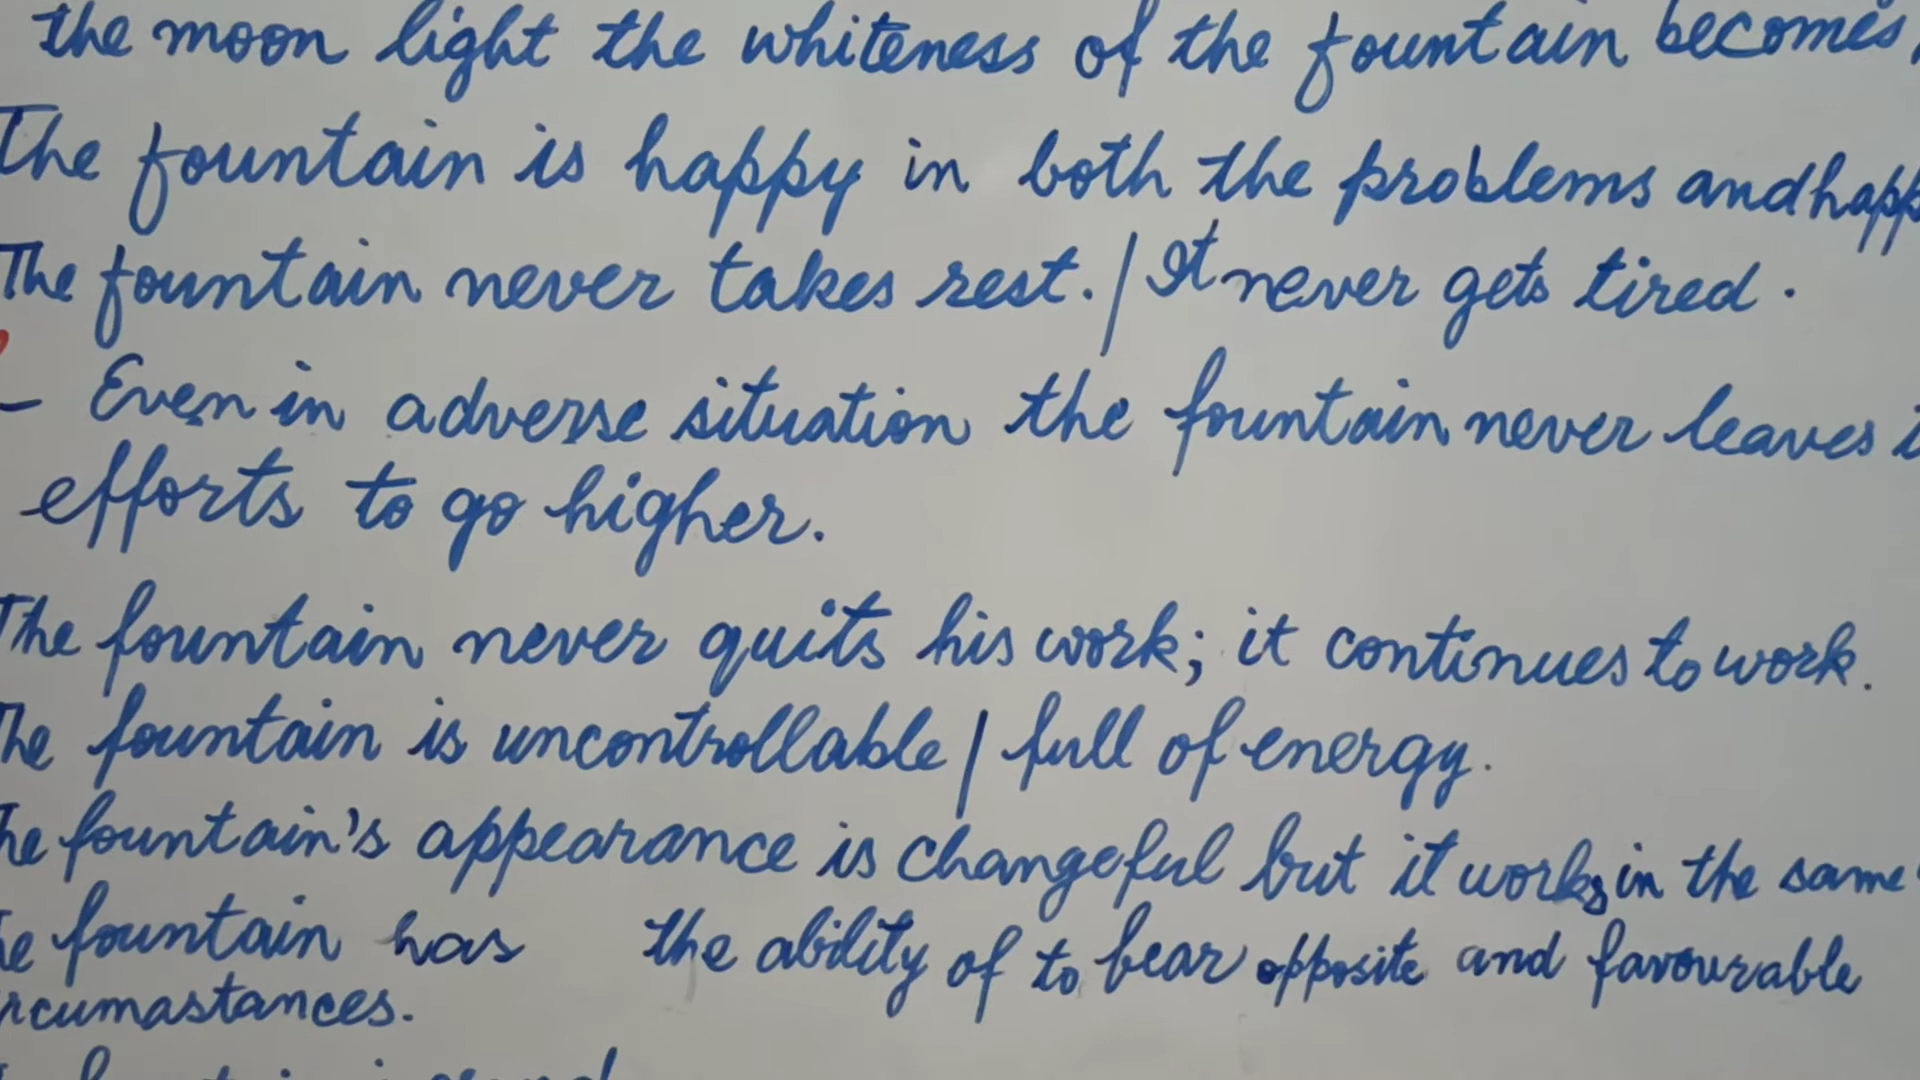 the moon light the whiteness of the fountain becomes
The fountain is happy in both the problems and happ
The fountain never takes rest. / It never gets tired.
- Even in adverse situation the fountain never leaves i
efforts to go higher.
The fountain never quits his work; it continues to work.
The fountain is uncontrollable / full of energy.
he fountain's appearance is changeful but it works in the same
e fountain has the ability of to bear opposite and favourable
rcumastances.